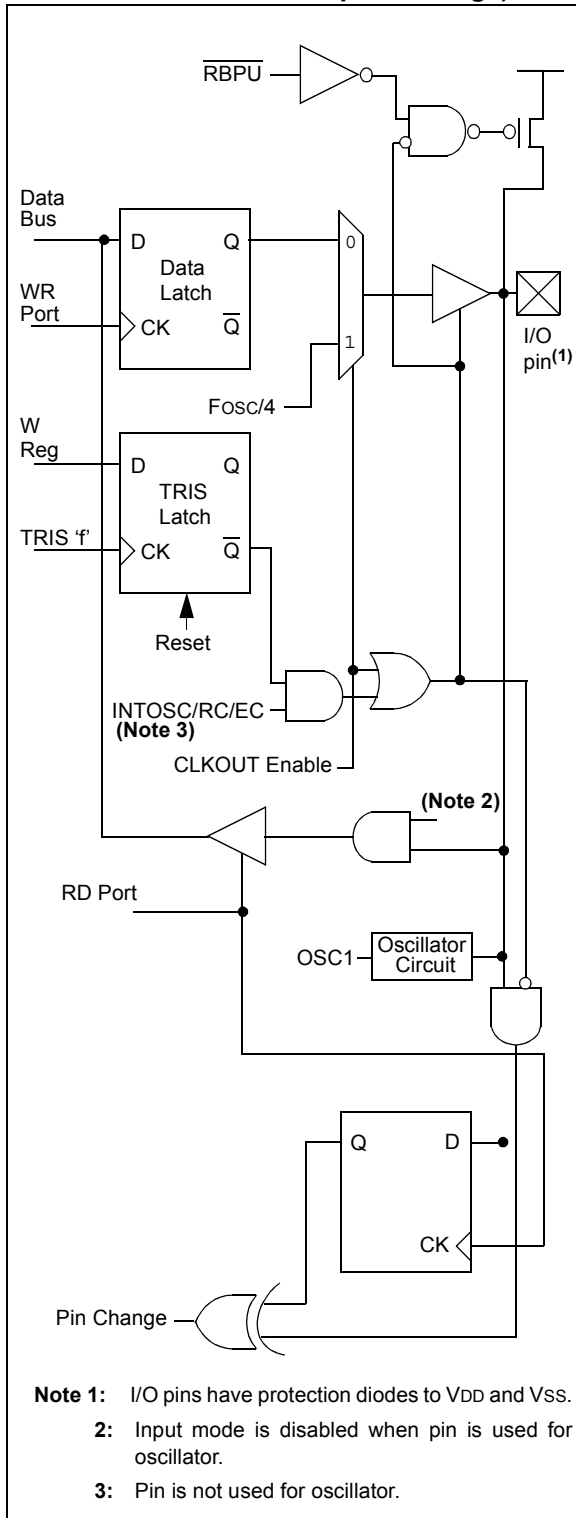 RBPU
Data
Bus
D Q
Data
Latch
WR
Port
CK Q
0
1
I/O
pin(1)
FOSC/4
W
Reg
D Q
TRIS
Latch
TRIS 'f'
CK Q
Reset
INTOSC/RC/EC
(Note 3)
CLKOUT Enable
(Note 2)
RD Port
OSC1
Oscillator
Circuit
Q D
CK
Pin Change
Note 1: I/O pins have protection diodes to VDD and VSS.
2: Input mode is disabled when pin is used for
oscillator.
3: Pin is not used for oscillator.